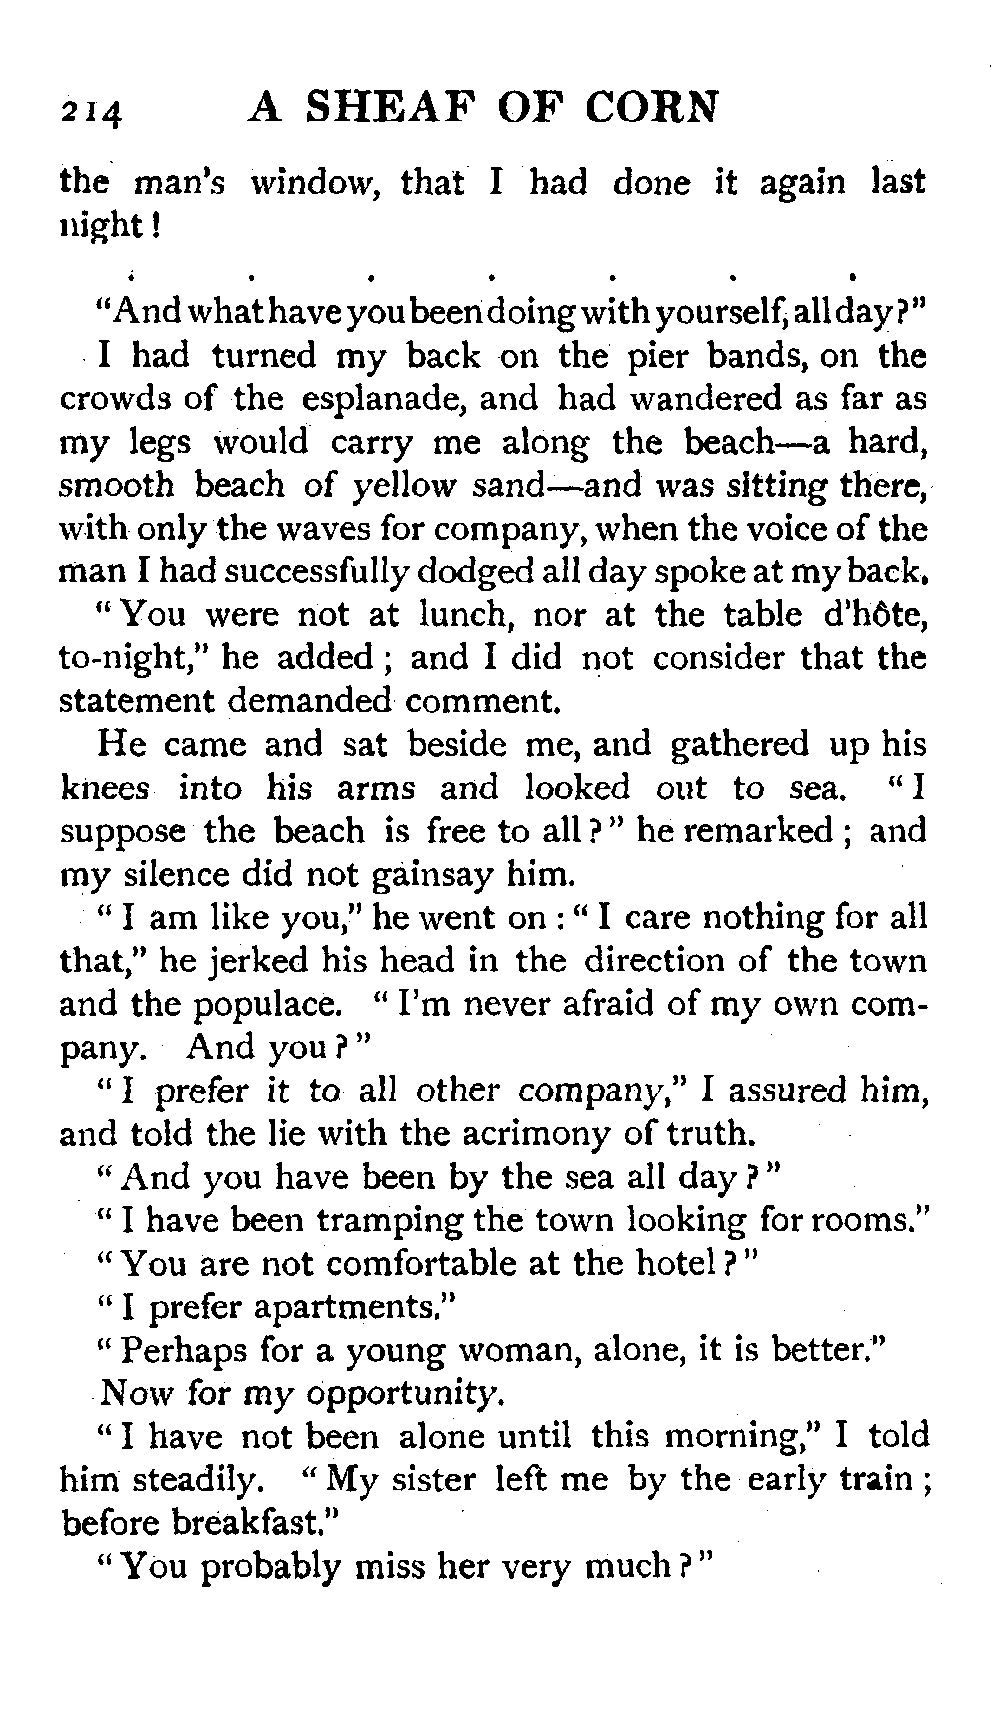 214 A SHEAF OF CORN
the man's window, that I had done it again last
night!
. . . . . . .
"And what have you been doing with yourself, all day?"
I had turned my back on the pier bands, on the
crowds of the esplanade, and had wandered as far as
my legs would carry me along the beach—a hard,
smooth beach of yellow sand—and was sitting there,
with only the waves for company, when the voice of the
man I had successfully dodged all day spoke at my back.
"You were not at lunch, nor at the table d'hôte,
to-night," he added; and I did not consider that the
statement demanded comment.
He came and sat beside me, and gathered up his
knees into his arms and looked out to sea. "I
suppose the beach is free to all?" he remarked; and
my silence did not gainsay him.
"I am like you," he went on: "I care nothing for all
that," he jerked his head in the direction of the town
and the populace. "I'm never afraid of my own com-
pany. And you?"
"I prefer it to all other company," I assured him,
and told the lie with the acrimony of truth.
"And you have been by the sea all day?"
"I have been tramping the town looking for rooms."
"You are not comfortable at the hotel?"
"I prefer apartments."
"Perhaps for a young woman, alone, it is better."
Now for my opportunity.
"I have not been alone until this morning," I told
him steadily. "My sister left me by the early train;
before breakfast."
"You probably miss her very much?"